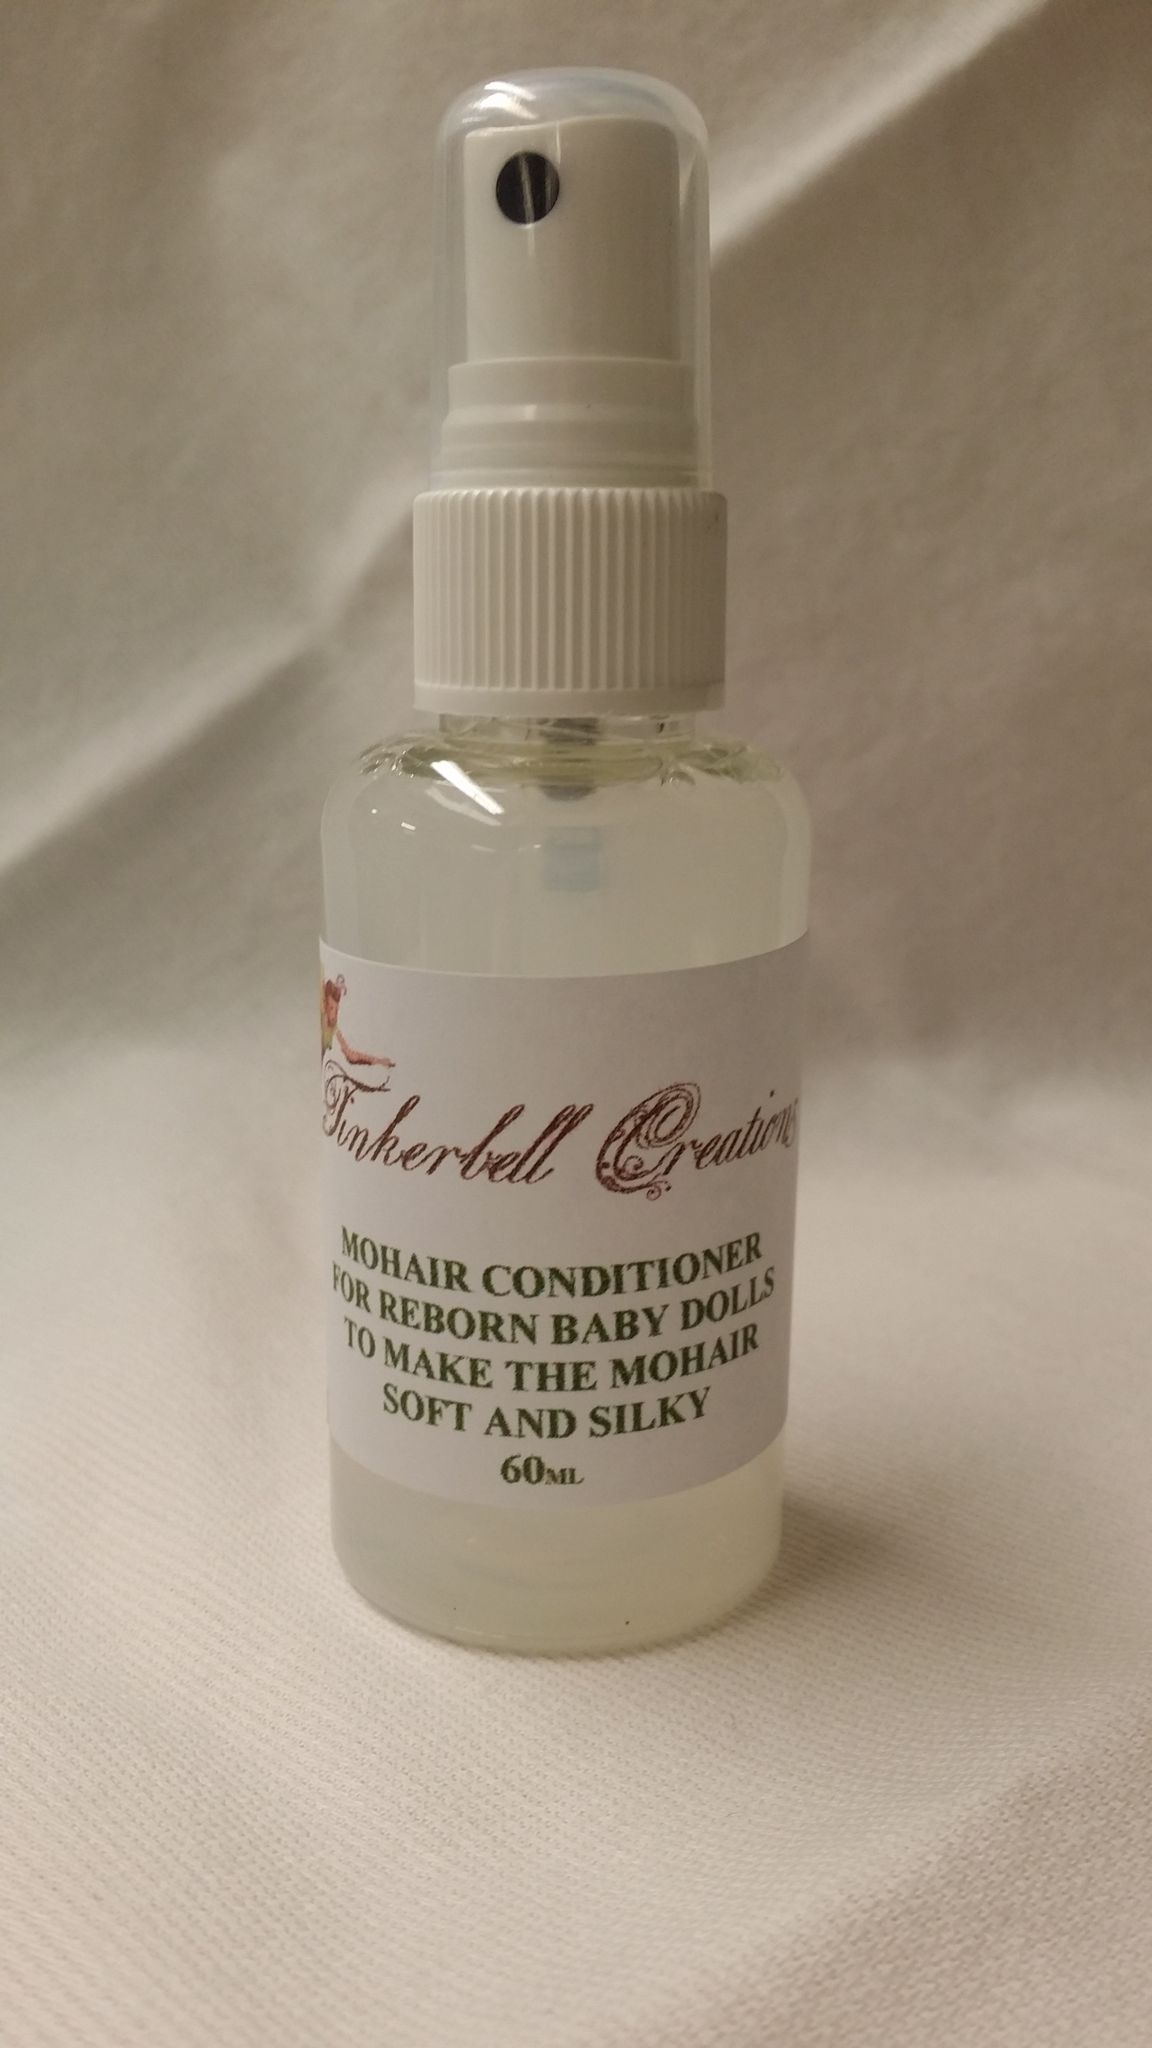 Tinkerbell Creations
MOHAIR CONDITIONER
FOR REBORN BABY DOLLS
TO MAKE THE MOHAIR
SOFT AND SILKY
60ML